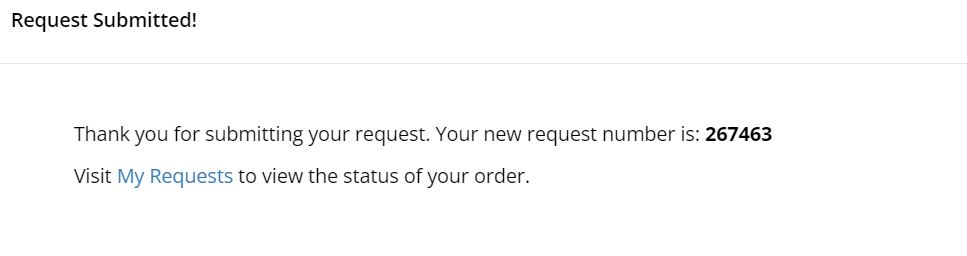 Request Submitted!
Thank you for submitting your request. Your new request number is: 267463
Visit My Requests to view the status of your order.